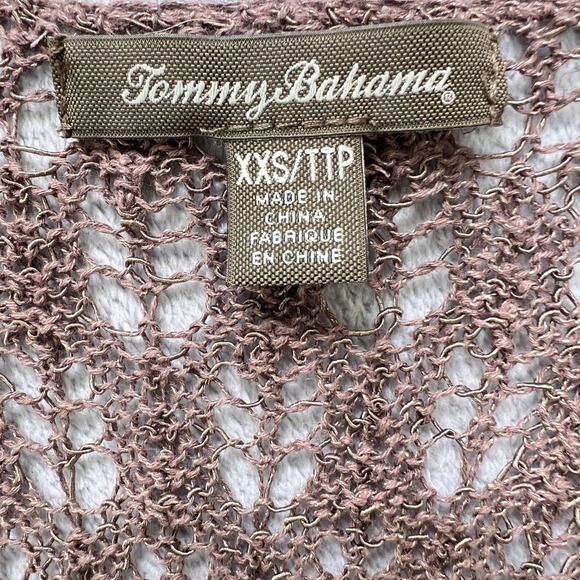 Tommy Bahama®
XXS/TTP
MADE IN
CHINA
FABRIQUE
EN CHINE